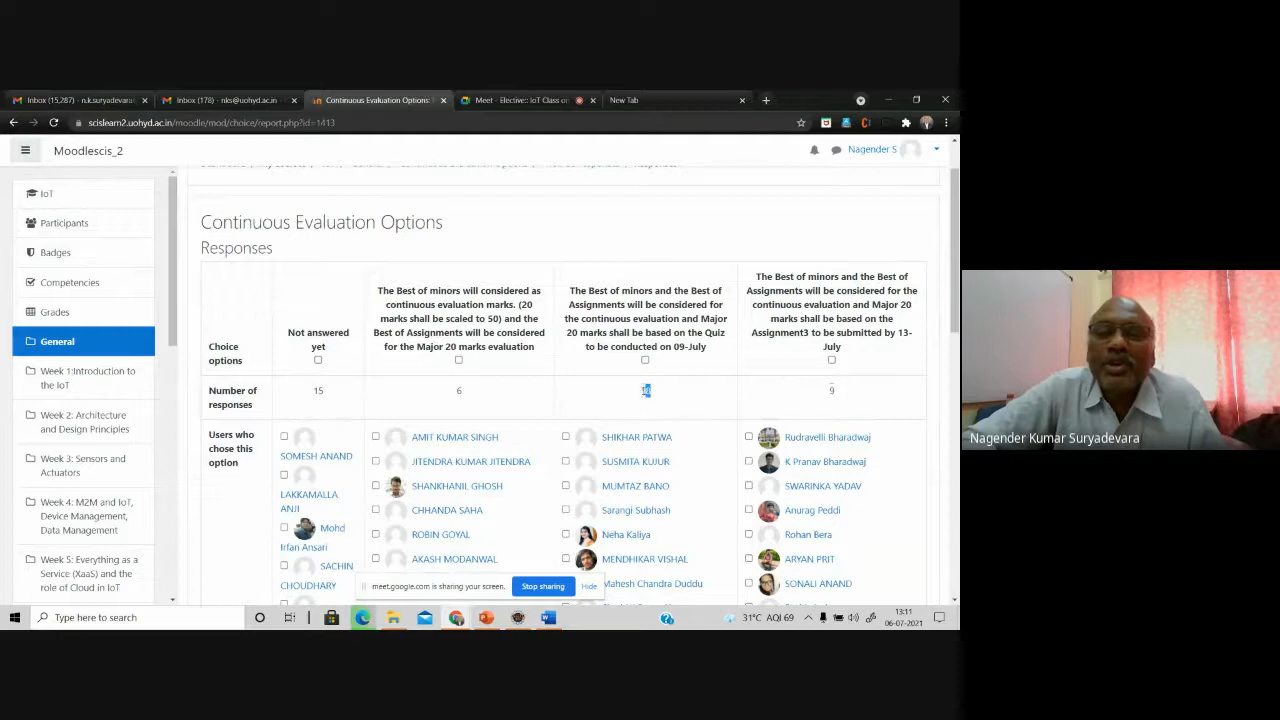 Inbox (15,287) - n.k.suryadevara
Inbox (178) - nks@uohyd.ac.in -
Continuous Evaluation Options:
Meet - Elective:: IoT Class on
New Tab
scislearn2.uohyd.ac.in/moodle/mod/choice/report.php?id=1413
Moodlescis_2
Nagender S
IoT
Participants
Badges
Competencies
Grades
General
Week 1:Introduction to
the IoT
Week 2: Architecture
and Design Principles
Week 3: Sensors and
Actuators
Week 4: M2M and IoT,
Device Management,
Data Management
Week 5: Everything as a
Service (XaaS) and the
role of Cloud in IoT
Continuous Evaluation Options
Responses
Choice
options
Not answered
yet
The Best of minors will considered as
continuous evaluation marks. (20
marks shall be scaled to 50) and the
Best of Assignments will be considered
for the Major 20 marks evaluation
The Best of minors and the Best of
Assignments will be considered for
the continuous evaluation and Major
20 marks shall be based on the Quiz
to be conducted on 09-July
The Best of minors and the Best of
Assignments will be considered for the
continuous evaluation and Major 20
marks shall be based on the
Assignment3 to be submitted by 13-
July
Number of
responses
15
6
9
Users who
chose this
option
SOMESH ANAND
LAKKAMALLA
ANJI
Mohd
Irfan Ansari
SACHIN
CHOUDHARY
AMIT KUMAR SINGH
JITENDRA KUMAR JITENDRA
SHANKHANIL GHOSH
CHHANDA SAHA
ROBIN GOYAL
AKASH MODANWAL
SHIKHAR PATWA
SUSMITA KUJUR
MUMTAZ BANO
Sarangi Subhash
Neha Kaliya
MENDHIKAR VISHAL
Mahesh Chandra Duddu
Rudravelli Bharadwaj
K Pranav Bharadwaj
SWARINKA YADAV
Anurag Peddi
Rohan Bera
ARYAN PRIT
SONALI ANAND
meet.google.com is sharing your screen.
Stop sharing
Hide
Type here to search
31°C AQI 69
13:11
06-07-2021
Nagender Kumar Suryadevara